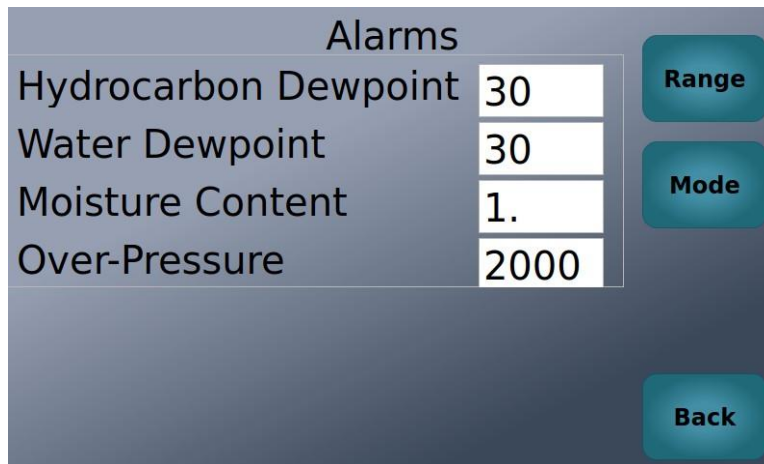 Alarms
Hydrocarbon Dewpoint 30
Water Dewpoint 30
Moisture Content 1.
Over-Pressure 2000
Range
Mode
Back